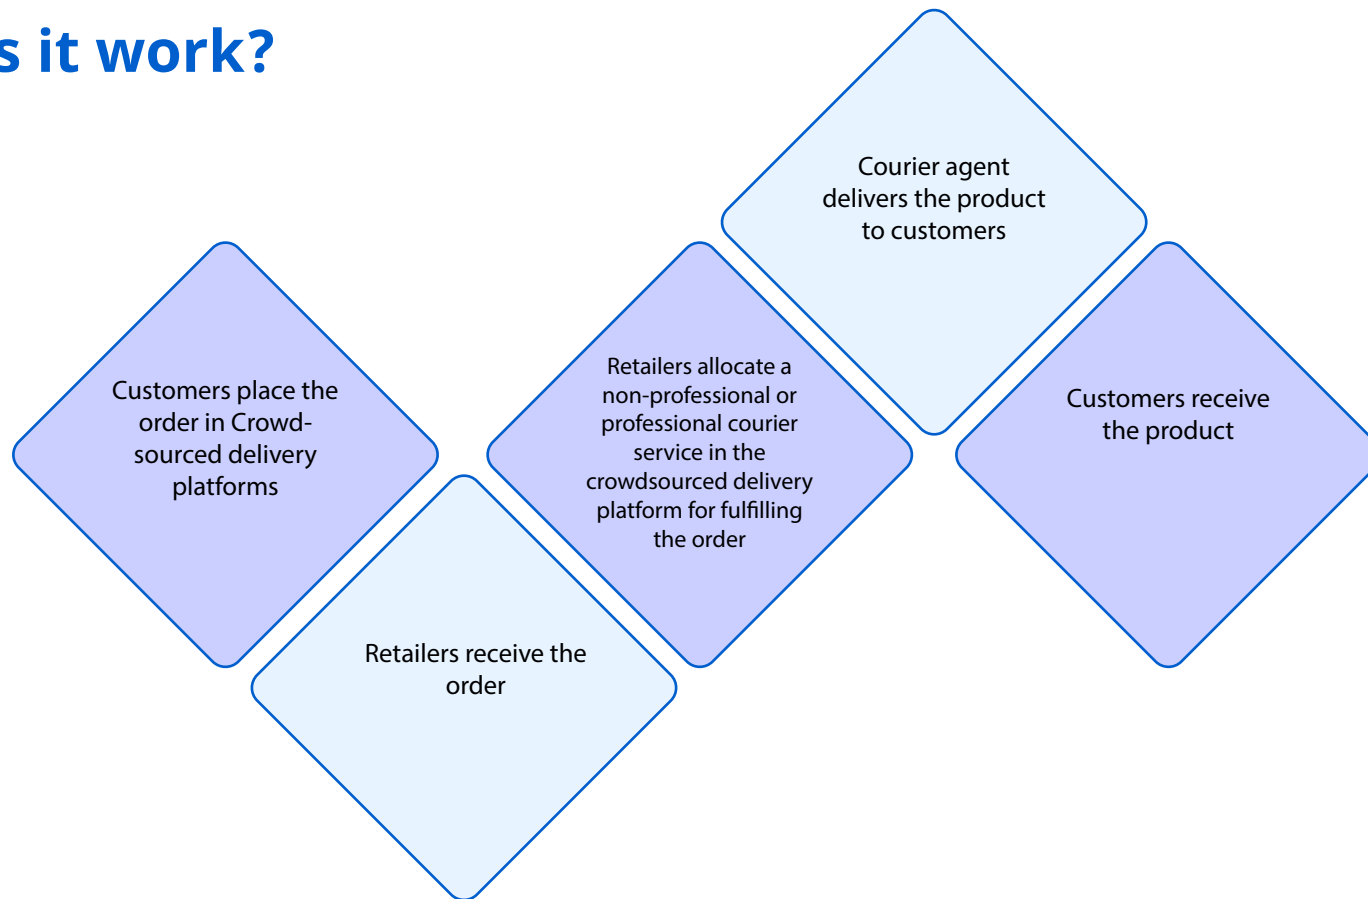 s it work?
Customers place the
order in Crowd-
sourced delivery
platforms
Retailers receive the
order
Retailers allocate a
non-professional or
professional courier
service in the
crowdsourced delivery
platform for fulfilling
the order
Courier agent
delivers the product
to customers
Customers receive
the product